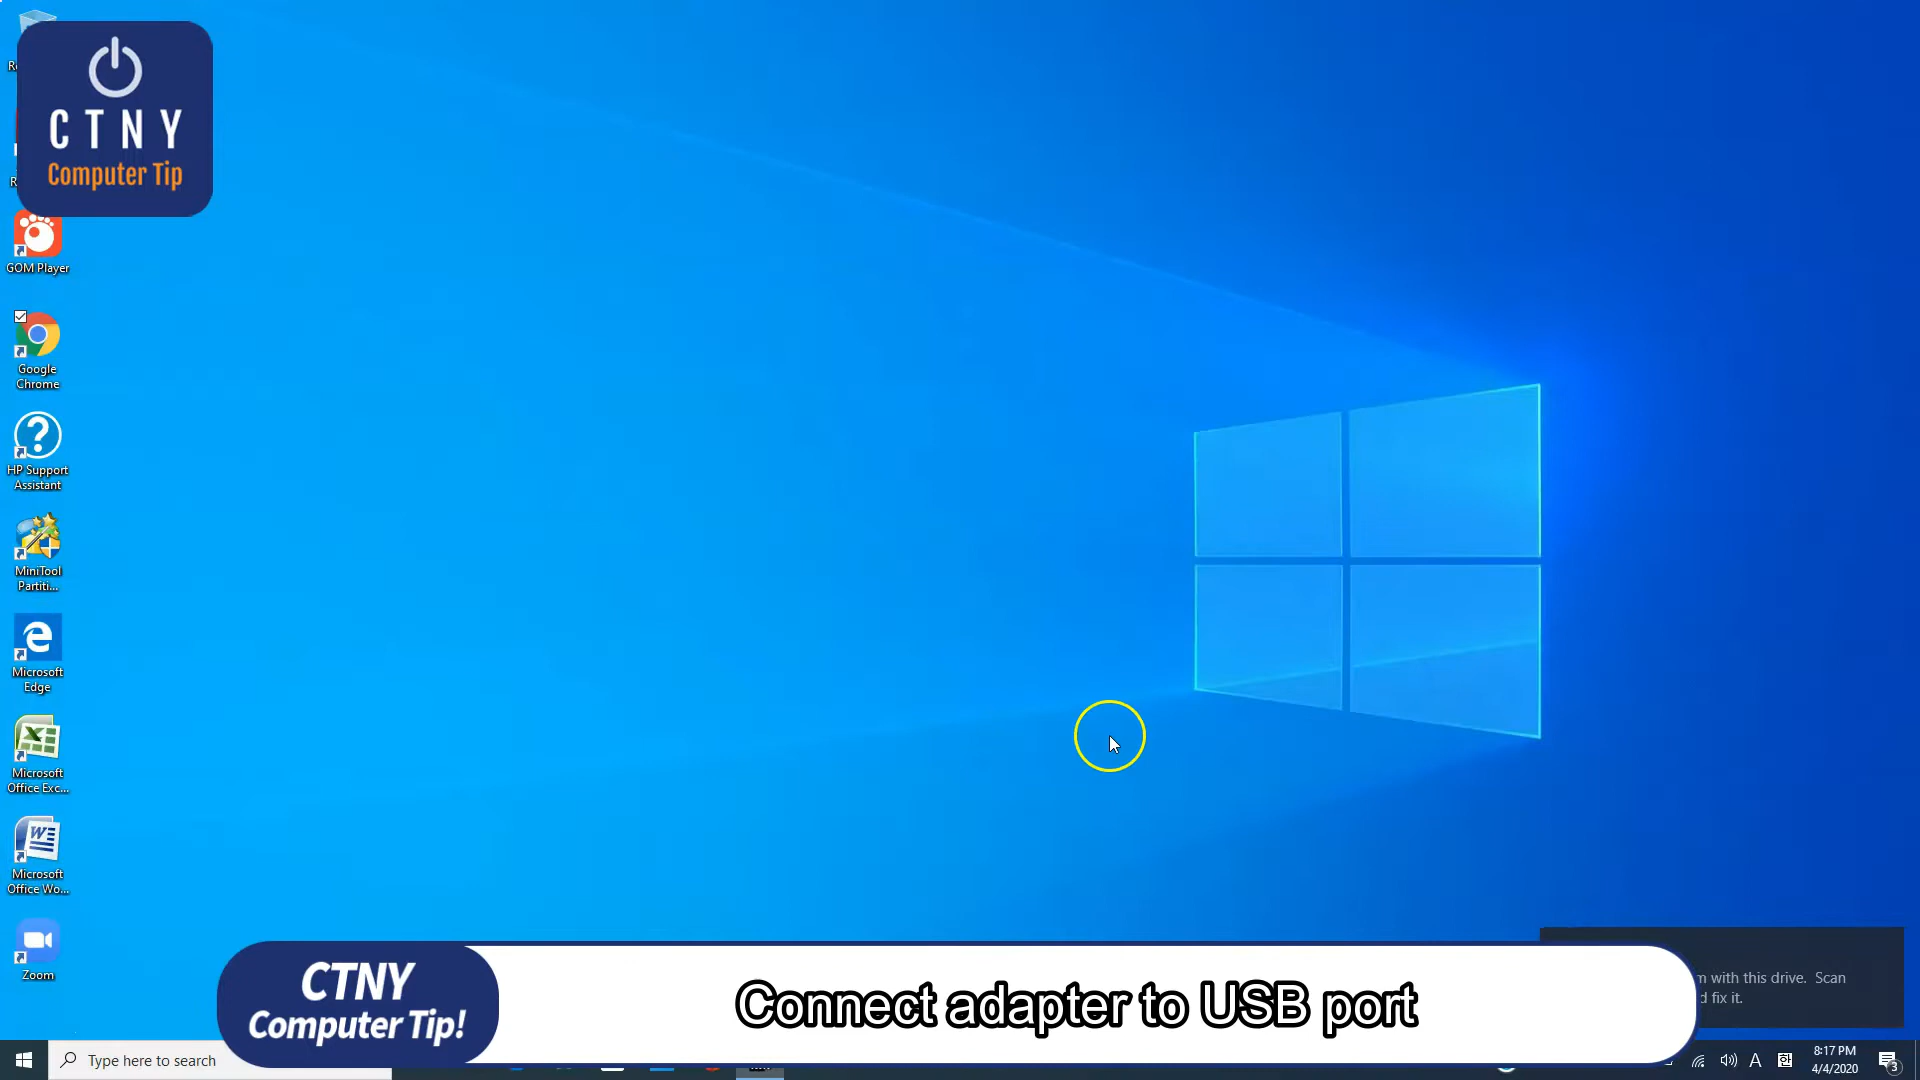 CTNY
Computer Tip
GOM Player
Google
Chrome
HP Support
Assistant
MiniTool
Partiti...
Microsoft
Edge
Microsoft
Office Exc...
Microsoft
Office Wo...
Zoom
CTNY
Computer Tip!
Connect adapter to USB port
with this drive. Scan
fix it.
Type here to search
A
8:17 PM
4/4/2020
3